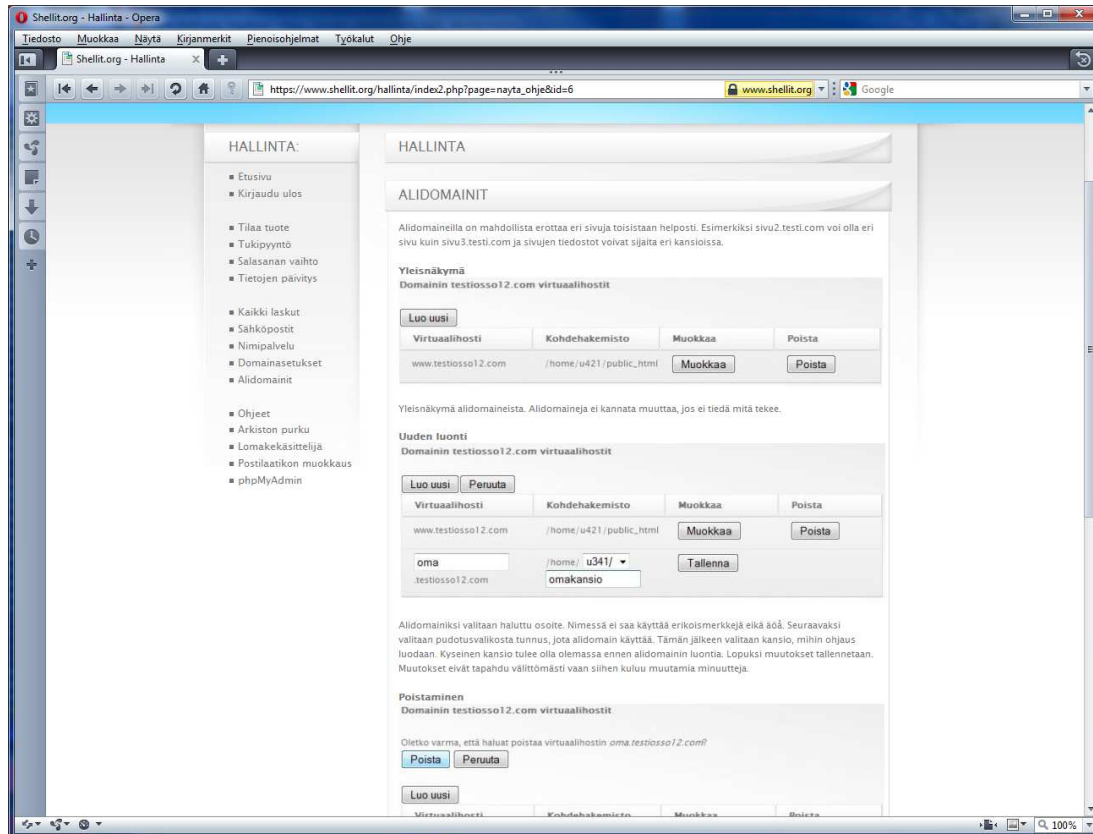 Shellit.org - Hallinta - Opera
Tiedosto Muokkaa Näytä Kirjanmerkit Pienoisohjelmat Työkalut Ohje
Shellit.org - Hallinta
https://www.shellit.org/hallinta/index2.php?page=nayta_ohje&id=6
www.shellit.org
Google
HALLINTA:
Etusivu
Kirjaudu ulos
Tilaa tuote
Tukipyyntö
Salasanan vaihto
Tietojen päivitys
Kaikki laskut
Sähköpostit
Nimipalvelu
Domainasetukset
Alidomainit
Ohjeet
Arkiston purku
Lomakekäsittelijä
Postilaatikon muokkaus
phpMyAdmin
HALLINTA
ALIDOMAINIT
Alidomaineilla on mahdollista erottaa eri sivuja toisistaan helposti. Esimerkiksi sivu2.testi.com voi olla eri
sivu kuin sivu3.testi.com ja sivujen tiedostot voivat sijaita eri kansioissa.
Yleisnäkymä
Domainin testiosso12.com virtuaalihostit
Luo uusi
Virtuaalihosti Kohdehakemisto Muokkaa Poista
www.testiosso12.com /home/u421/public_html Muokkaa Poista
Yleisnäkymä alidomaineista. Alidomaineja ei kannata muuttaa, jos ei tiedä mitä tekee.
Uuden luonti
Domainin testiosso12.com virtuaalihostit
Luo uusi Peruuta
Virtuaalihosti Kohdehakemisto Muokkaa Poista
www.testiosso12.com /home/u421/public_html Muokkaa Poista
oma /home/ u341/ Tallenna
.testiosso12.com omakansio
Alidomainiksi valitaan haluttu osoite. Nimessä ei saa käyttää erikoismerkkejä eikä äöå. Seuraavaksi
valitaan pudotusvalikosta tunnus, jota alidomain käyttää. Tämän jälkeen valitaan kansio, mihin ohjaus
luodaan. Kyseinen kansio tulee olla olemassa ennen alidomainin luontia. Lopuksi muutokset tallennetaan.
Muutokset eivät tapahdu välittömästi vaan siihen kuluu muutamia minuutteja.
Poistaminen
Domainin testiosso12.com virtuaalihostit
Oletko varma, että haluat poistaa virtuaalihostin oma.testiosso12.com?
Poista Peruuta
Luo uusi
Virtuaalihosti Kohdehakemisto Muokkaa Poista
100%